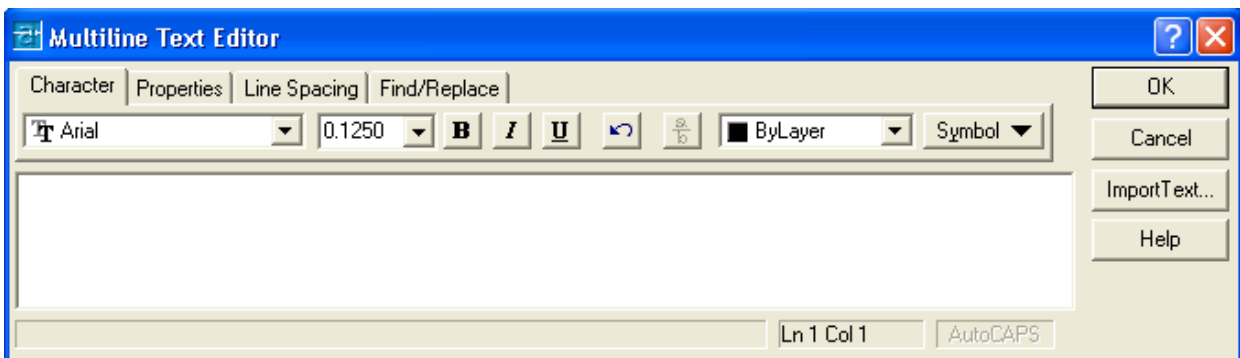 Multiline Text Editor
Character Properties Line Spacing Find/Replace
OK
Arial 0.1250 B I U a/b ByLayer Symbol
Cancel
ImportText...
Help
Ln 1 Col 1 AutoCAPS